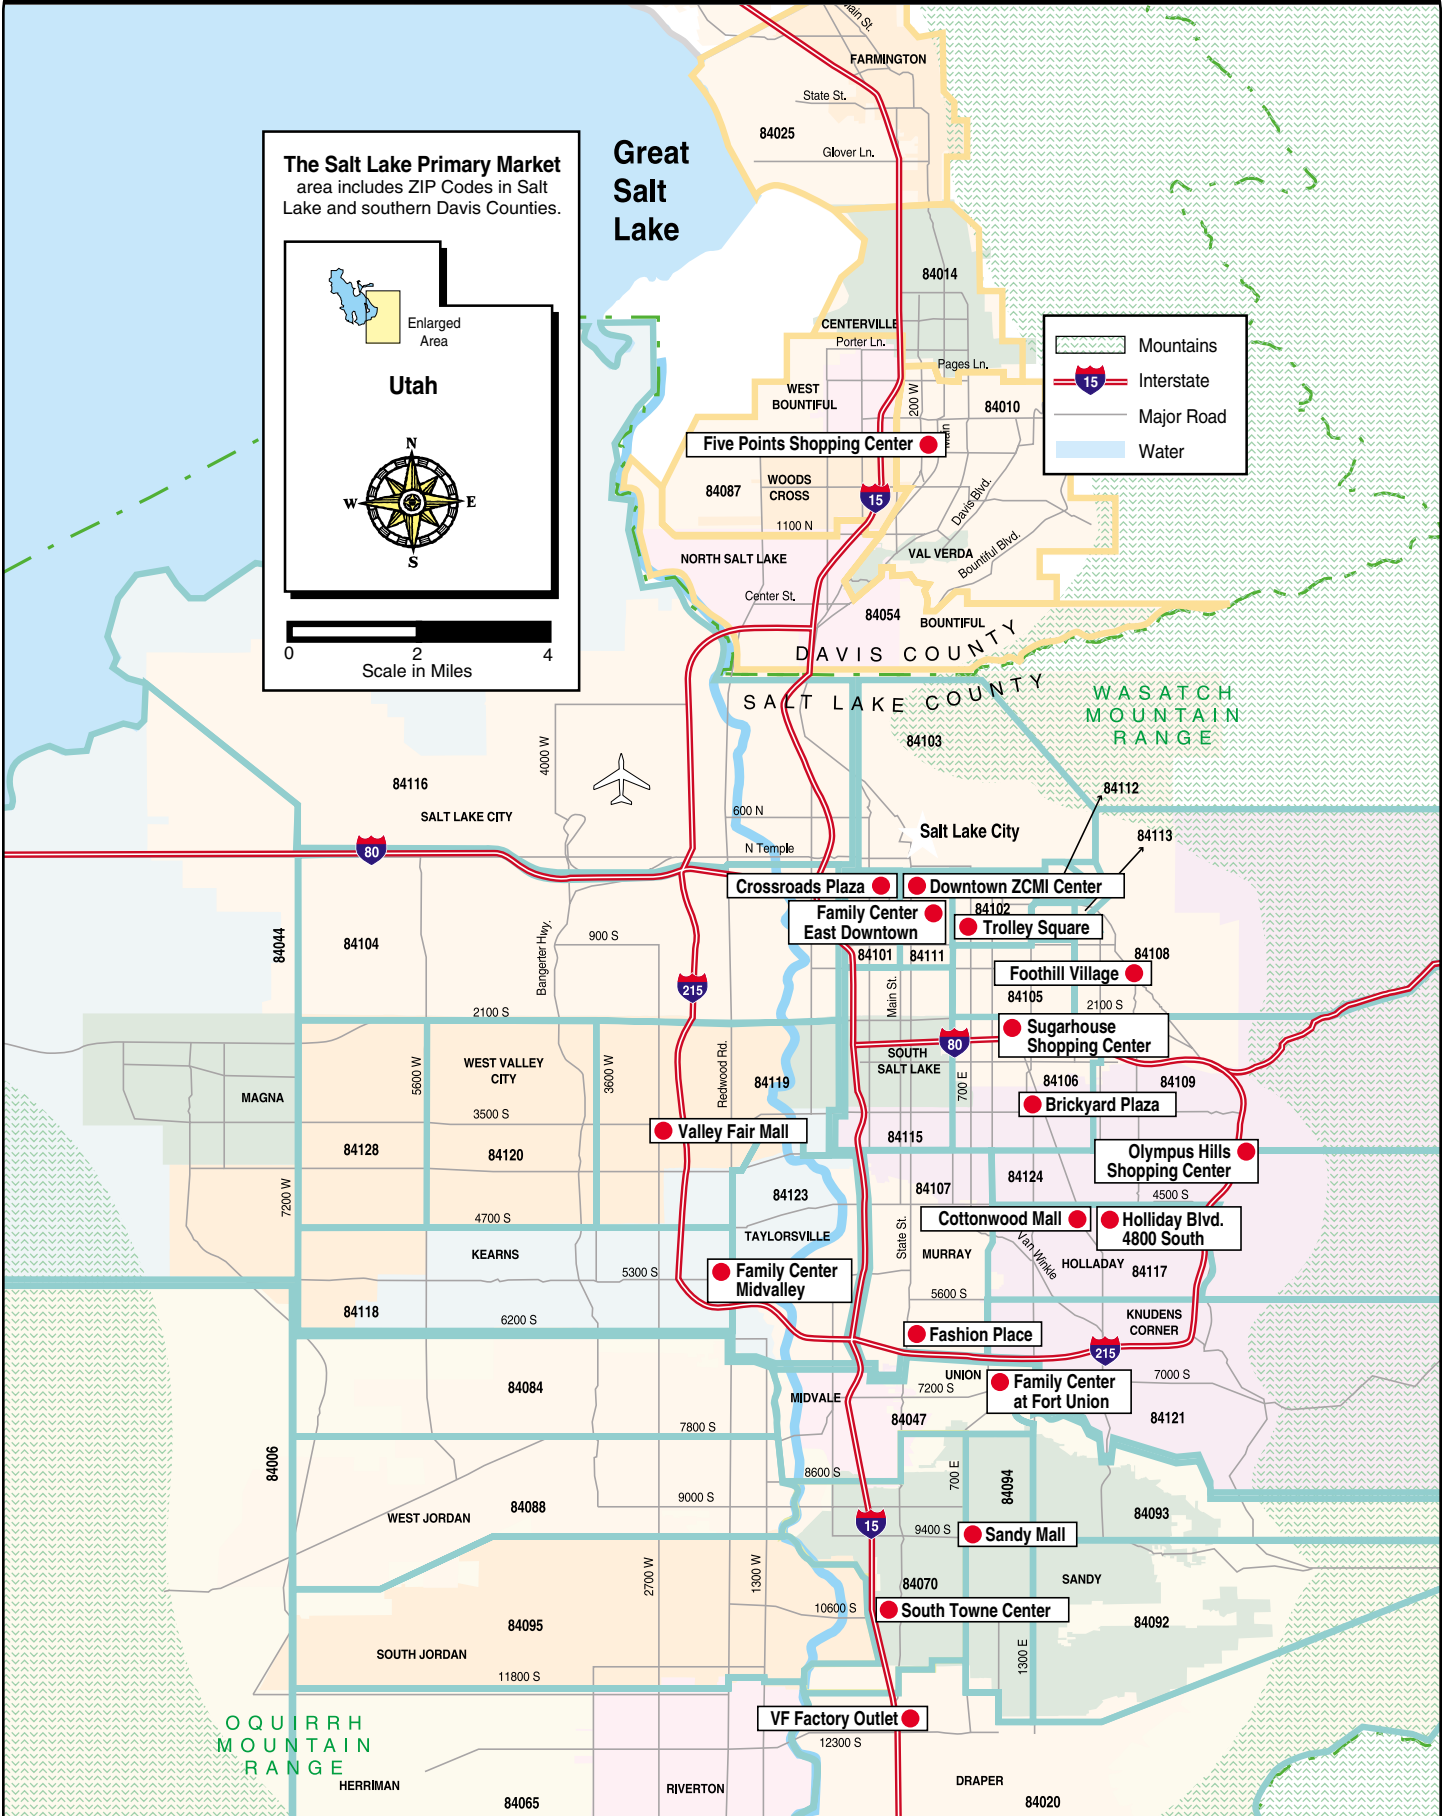 Main St.
FARMINGTON
State St.
84025
Glover Ln.
The Salt Lake Primary Market
area includes ZIP Codes in Salt
Lake and southern Davis Counties.
Great
Salt
Lake
Enlarged
Area
Utah
N
W
E
S
0
2
4
Scale in Miles
84014
CENTERVILLE
Porter Ln.
Pages Ln.
Mountains
15
Interstate
Major Road
Water
WEST
BOUNTIFUL
200 W
84010
Main
Five Points Shopping Center
84087
WOODS
CROSS
15
Davis Blvd.
1100 N
NORTH SALT LAKE
VAL VERDA
Bountiful Blvd.
Center St.
84054
BOUNTIFUL
DAVIS COUNTY
SALT LAKE COUNTY
WASATCH
MOUNTAIN
RANGE
84103
4000 W
84116
SALT LAKE CITY
84112
600 N
Salt Lake City
84113
80
N Temple
Crossroads Plaza
Downtown ZCMI Center
Family Center
East Downtown
84102
Trolley Square
84044
84104
Bangerter Hwy.
900 S
84101
84111
84108
Foothill Village
215
Main St.
84105
2100 S
2100 S
Sugarhouse
Shopping Center
80
SOUTH
SALT LAKE
WEST VALLEY
CITY
5600 W
3600 W
Redwood Rd.
84119
700 E
84106
84109
MAGNA
3500 S
Brickyard Plaza
Valley Fair Mall
84115
84128
84120
Olympus Hills
Shopping Center
7200 W
84123
84107
84124
4500 S
4700 S
Cottonwood Mall
Holliday Blvd.
4800 South
TAYLORSVILLE
State St.
KEARNS
MURRAY
Van Winkle
HOLLADAY
84117
5300 S
Family Center
Midvalley
5600 S
84118
6200 S
KNUDENS
CORNER
Fashion Place
215
UNION
7000 S
84084
MIDVALE
7200 S
Family Center
at Fort Union
84047
84121
7800 S
84006
8600 S
700 E
84094
84088
9000 S
WEST JORDAN
84093
15
9400 S
Sandy Mall
2700 W
1300 W
84070
SANDY
10600 S
South Towne Center
84095
84092
SOUTH JORDAN
1300 E
11800 S
VF Factory Outlet
OQUIRRH
MOUNTAIN
RANGE
12300 S
HERRIMAN
RIVERTON
DRAPER
84065
84020